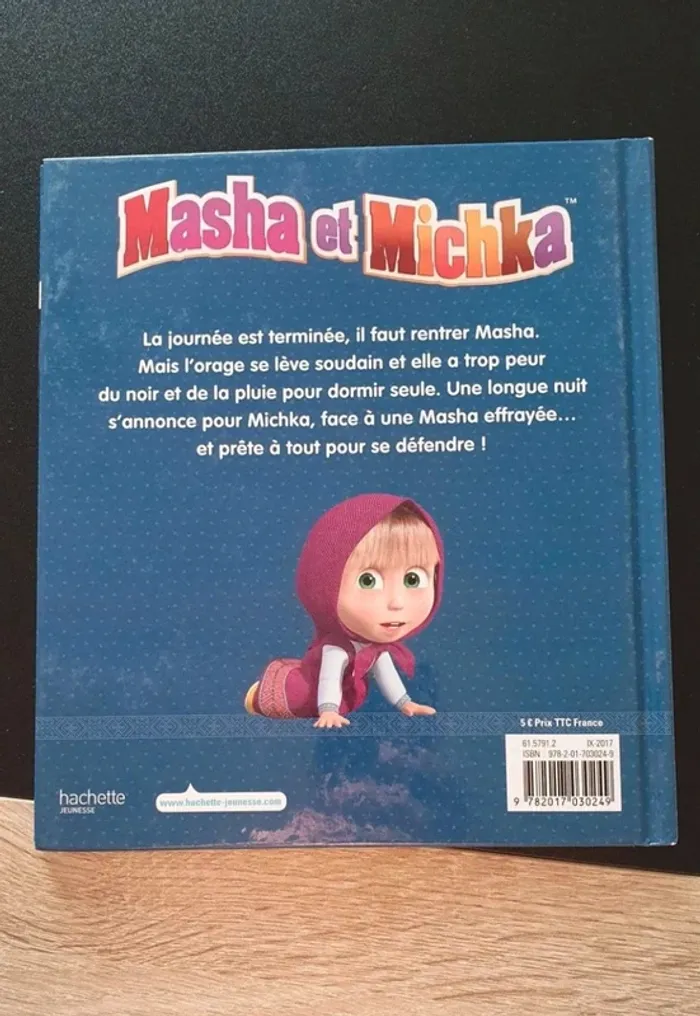 Masha et Michka™
La journée est terminée, il faut rentrer Masha.
Mais l'orage se lève soudain et elle a trop peur
du noir et de la pluie pour dormir seule. Une longue nuit
s'annonce pour Michka, face à une Masha effrayée...
et prête à tout pour se défendre !
5 € Prix TTC France
61.5791.2 IX-2017
ISBN 978-2-01-703024-9
9 782017 030249
hachette
JEUNESSE
www.hachette-jeunesse.com